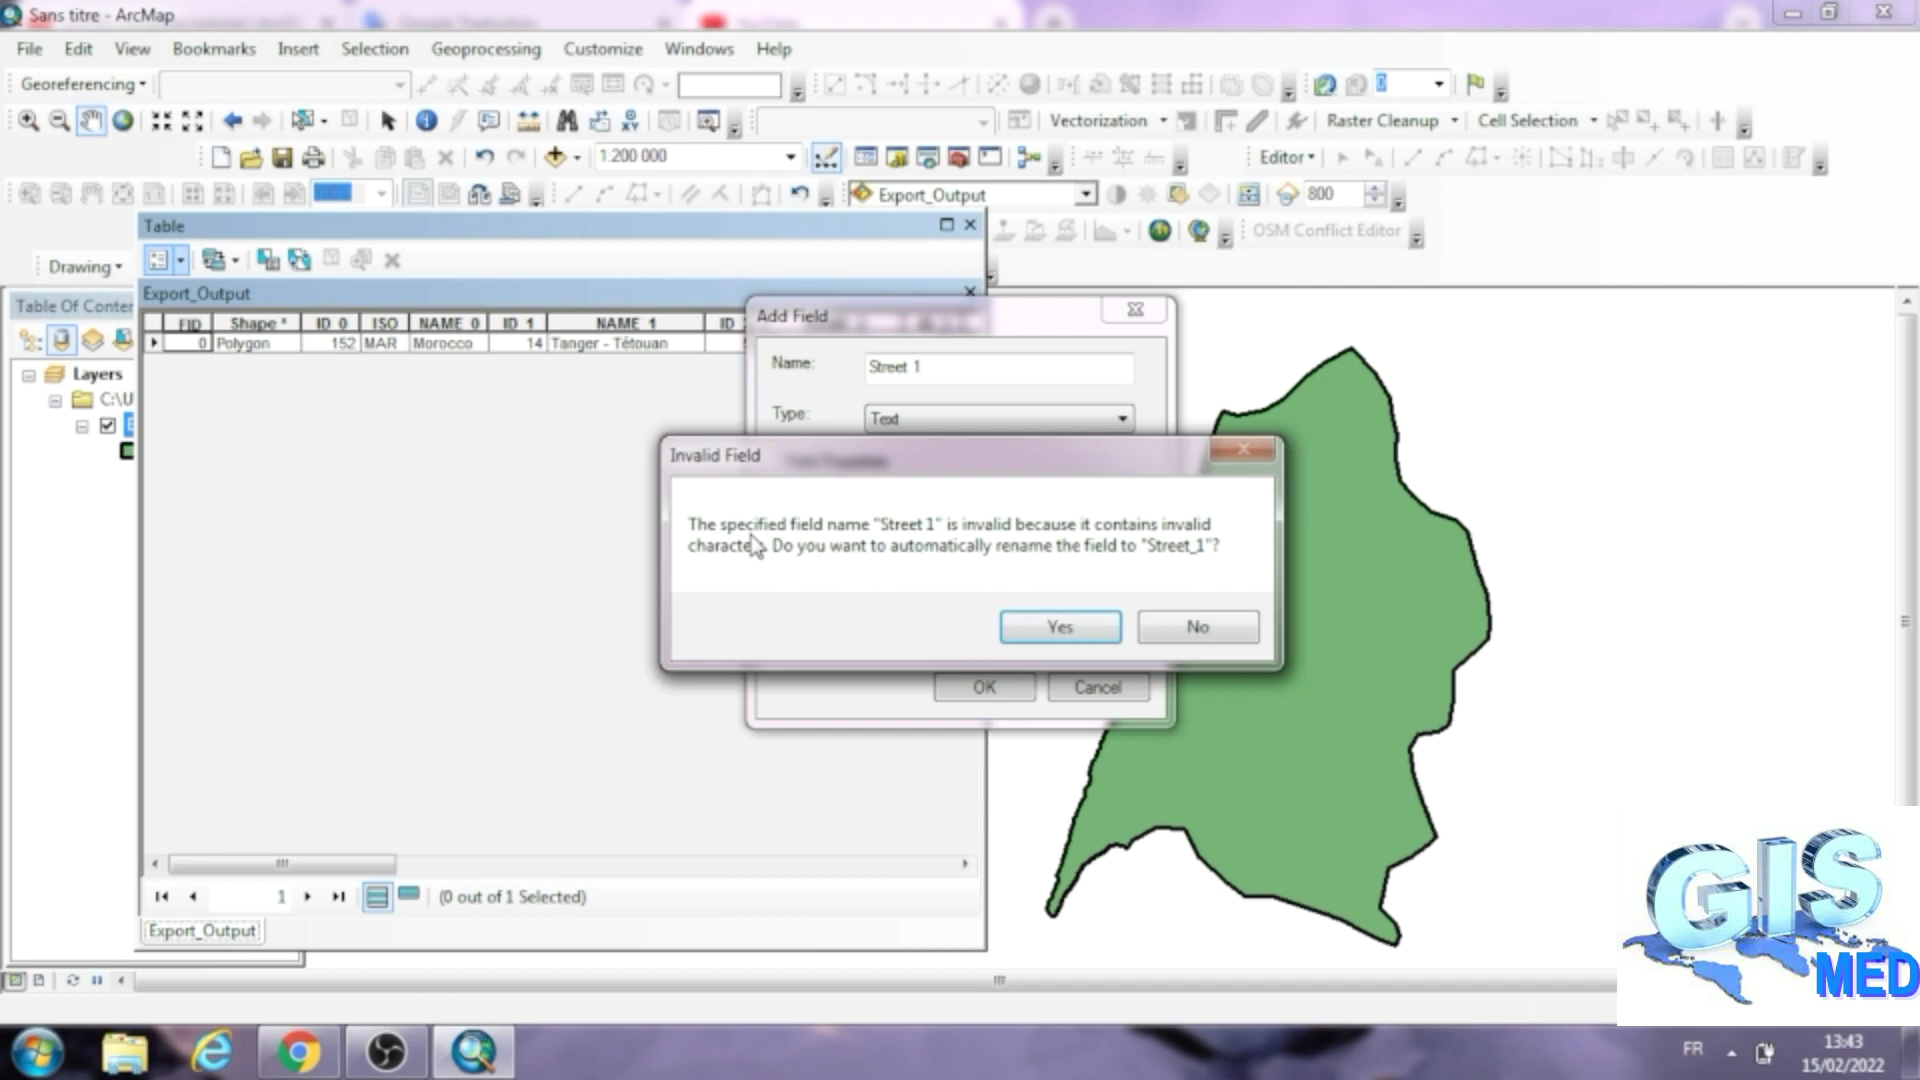 Sans titre - ArcMap
File Edit View Bookmarks Insert Selection Geoprocessing Customize Windows Help
Georeferencing
Vectorization Raster Cleanup Cell Selection
1:200 000 Editor
Export_Output 800
Table
OSM Conflict Editor
Drawing
Export_Output
Table Of Conter
FID Shape * ID_0 ISO NAME_0 ID_1 NAME_1 ID
0 Polygon 152 MAR Morocco 14 Tanger - Tétouan
Layers
C:\U
Add Field
Name: Street 1
Type: Text
Invalid Field
The specified field name "Street 1" is invalid because it contains invalid
characte Do you want to automatically rename the field to "Street_1"?
Yes No
OK Cancel
1 (0 out of 1 Selected)
Export_Output
GIS
MED
FR 13:43
15/02/2022